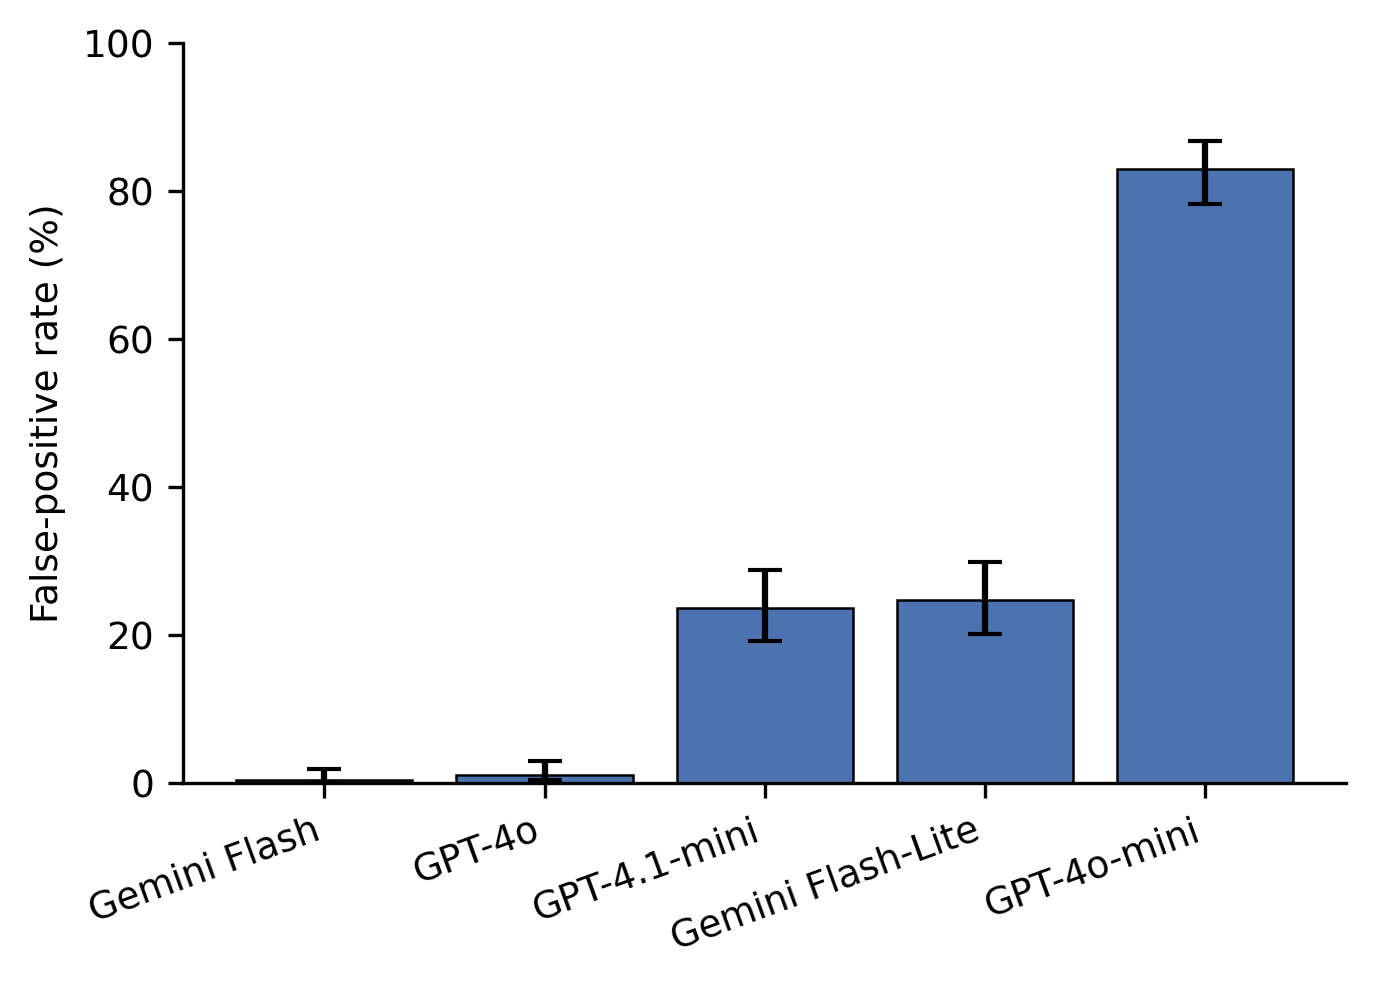 100
80
60
40
20
0
False-positive rate (%)
Gemini Flash
GPT-4o
GPT-4.1-mini
Gemini Flash-Lite
GPT-4o-mini